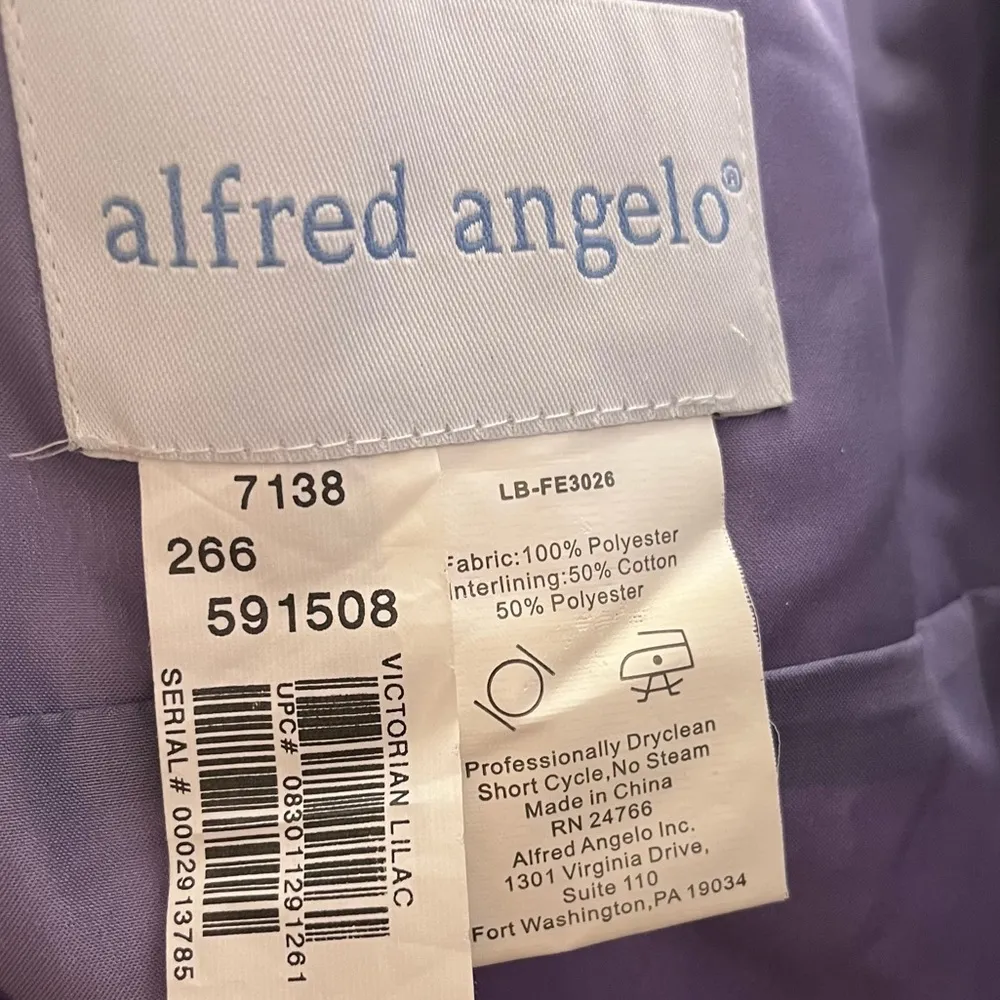 alfred angelo®
7138
266
591508
VICTORIAN LILAC
UPC# 083011291261
SERIAL# 0002913785
LB-FE3026
Fabric:100% Polyester
Interlining:50% Cotton
50% Polyester
Professionally Dryclean
Short Cycle,No Steam
Made in China
RN 24766
Alfred Angelo Inc.
1301 Virginia Drive,
Suite 110
Fort Washington,PA 19034